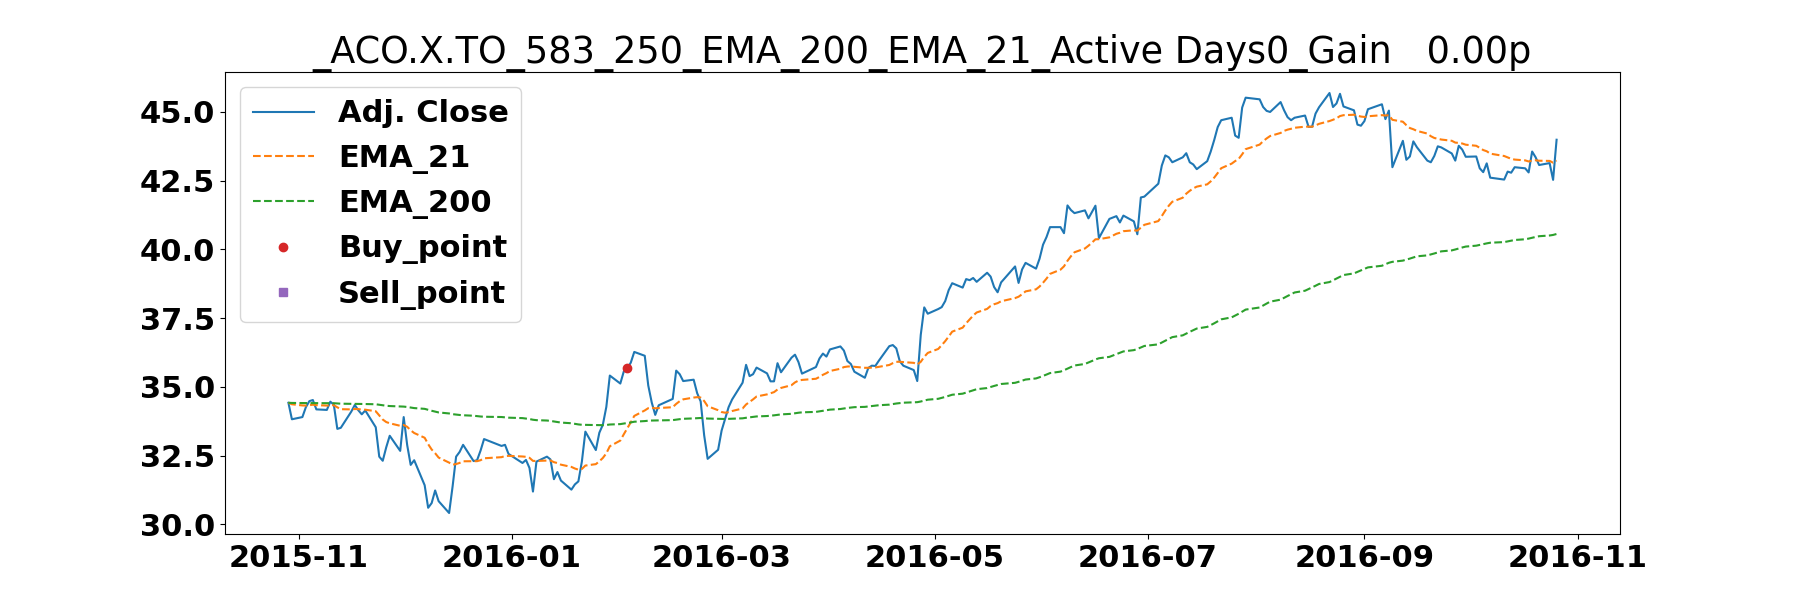 _ACO.X.TO_583_250_EMA_200_EMA_21_Active Days0_Gain   0.00p
Adj. Close
EMA_21
EMA_200
Buy_point
Sell_point
45.0
42.5
40.0
37.5
35.0
32.5
30.0
2015-11 2016-01 2016-03 2016-05 2016-07 2016-09 2016-11